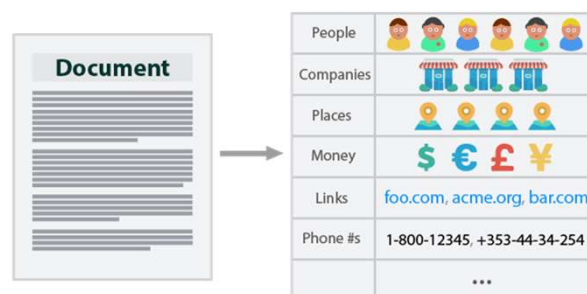 Document
People
Companies
Places
Money
$ € £ ¥
Links
foo.com, acme.org, bar.com
Phone #s
1-800-12345, +353-44-34-254
...